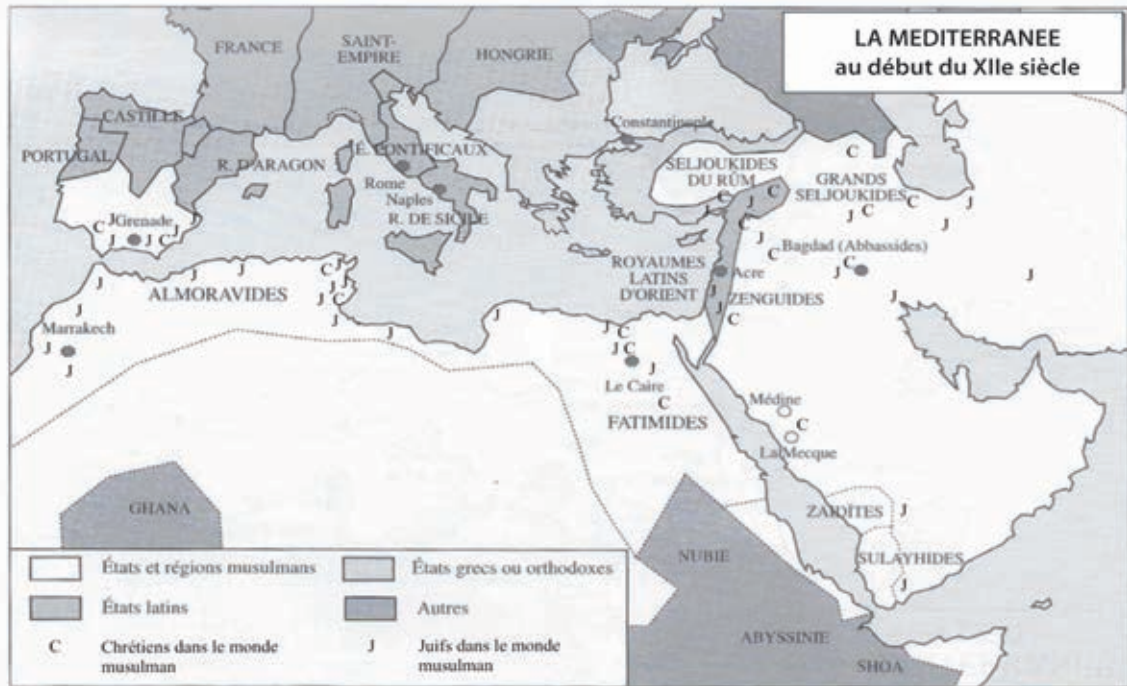 LA MEDITERRANEE
au début du XIIe siècle
FRANCE
SAINT-
EMPIRE
HONGRIE
CASTILLE
PORTUGAL
R. D'ARAGON
É. PONTIFICAUX
Rome
Naples
R. DE SICILE
Constantinople
SELJOUKIDES
DU RÛM
GRANDS
SELJOUKIDES
C
C
J
C
J
C
J
C
J
C
J
J
Grenade
C
J
J
J
C
J
J
ALMORAVIDES
J
J
J
J
C
J
J
J
J
C
J
J
J
Marrakech
J
J
ROYAUMES
LATINS
D'ORIENT
Acre
J
J
ZENGUIDES
C
J
C
Bagdad (Abbassides)
C
J
J
J
J
C
J
C
Le Caire
J
C
FATIMIDES
Médine
C
La Mecque
GHANA
NUBIE
ZAÏDITES
J
SULAYHIDES
J
ABYSSINIE
SHOA
États et régions musulmans
États grecs ou orthodoxes
États latins
Autres
C Chrétiens dans le monde
musulman
J Juifs dans le monde
musulman